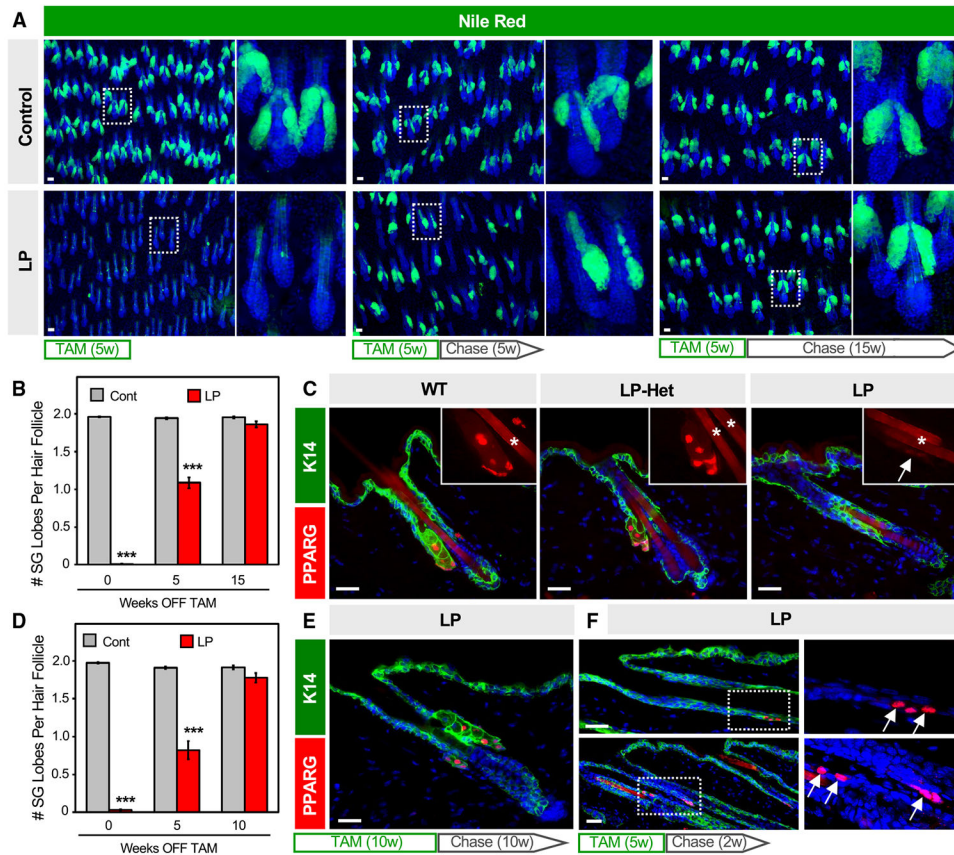 A
Nile Red
Control
LP
TAM (5w)
TAM (5w) Chase (5w)
TAM (5w) Chase (15w)
B
Cont LP
# SG Lobes Per Hair Follicle
2.0
1.5
1.0
0.5
0
***
***
0 5 15
Weeks OFF TAM
C
WT LP-Het LP
K14
PPARG
*
* *
*
D
Cont LP
# SG Lobes Per Hair Follicle
2.0
1.5
1.0
0.5
0
***
***
0 5 10
Weeks OFF TAM
E
LP
K14
PPARG
TAM (10w) Chase (10w)
F
LP
TAM (5w) Chase (2w)